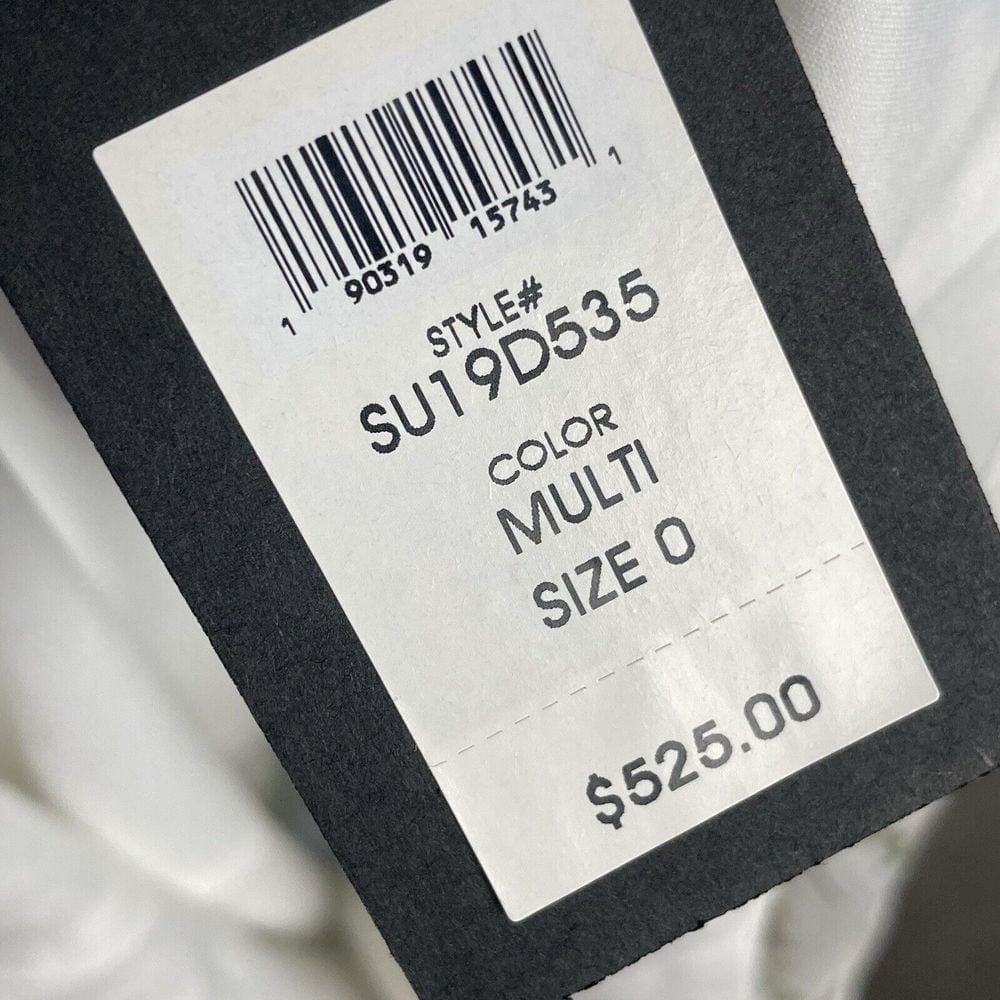 1 90319 15743 1
STYLE#
SU19D535
COLOR
MULTI
SIZE 0
$525.00